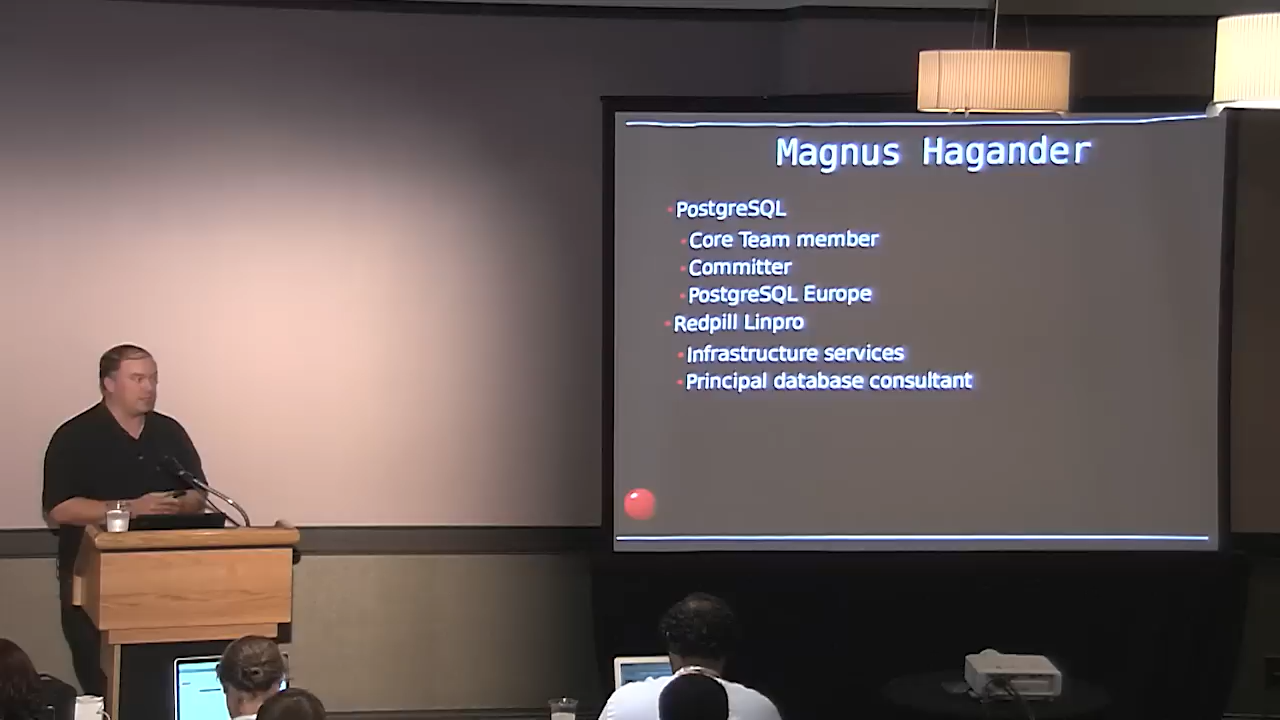 Magnus Hagander
PostgreSQL
Core Team member
Committer
PostgreSQL Europe
Redpill Linpro
Infrastructure services
Principal database consultant